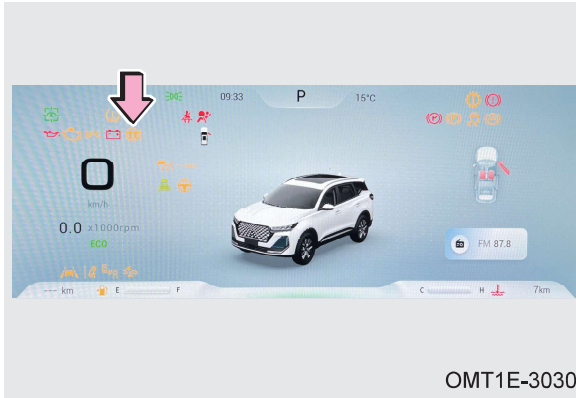 09:33 P 15°C
0
km/h
0.0 x1000rpm
ECO
FM 87.8
--- km E F C H 7km
OMT1E-3030